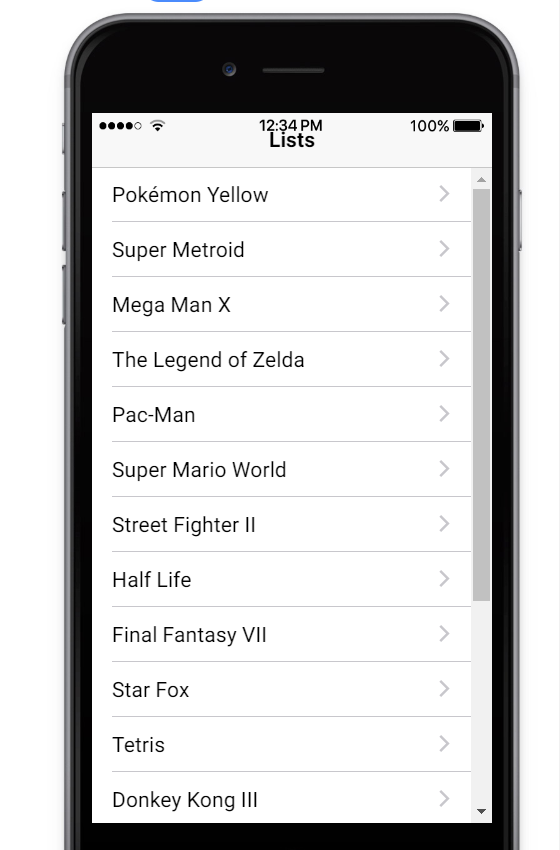 12:34 PM
100%
Lists
Pokémon Yellow
Super Metroid
Mega Man X
The Legend of Zelda
Pac-Man
Super Mario World
Street Fighter II
Half Life
Final Fantasy VII
Star Fox
Tetris
Donkey Kong III